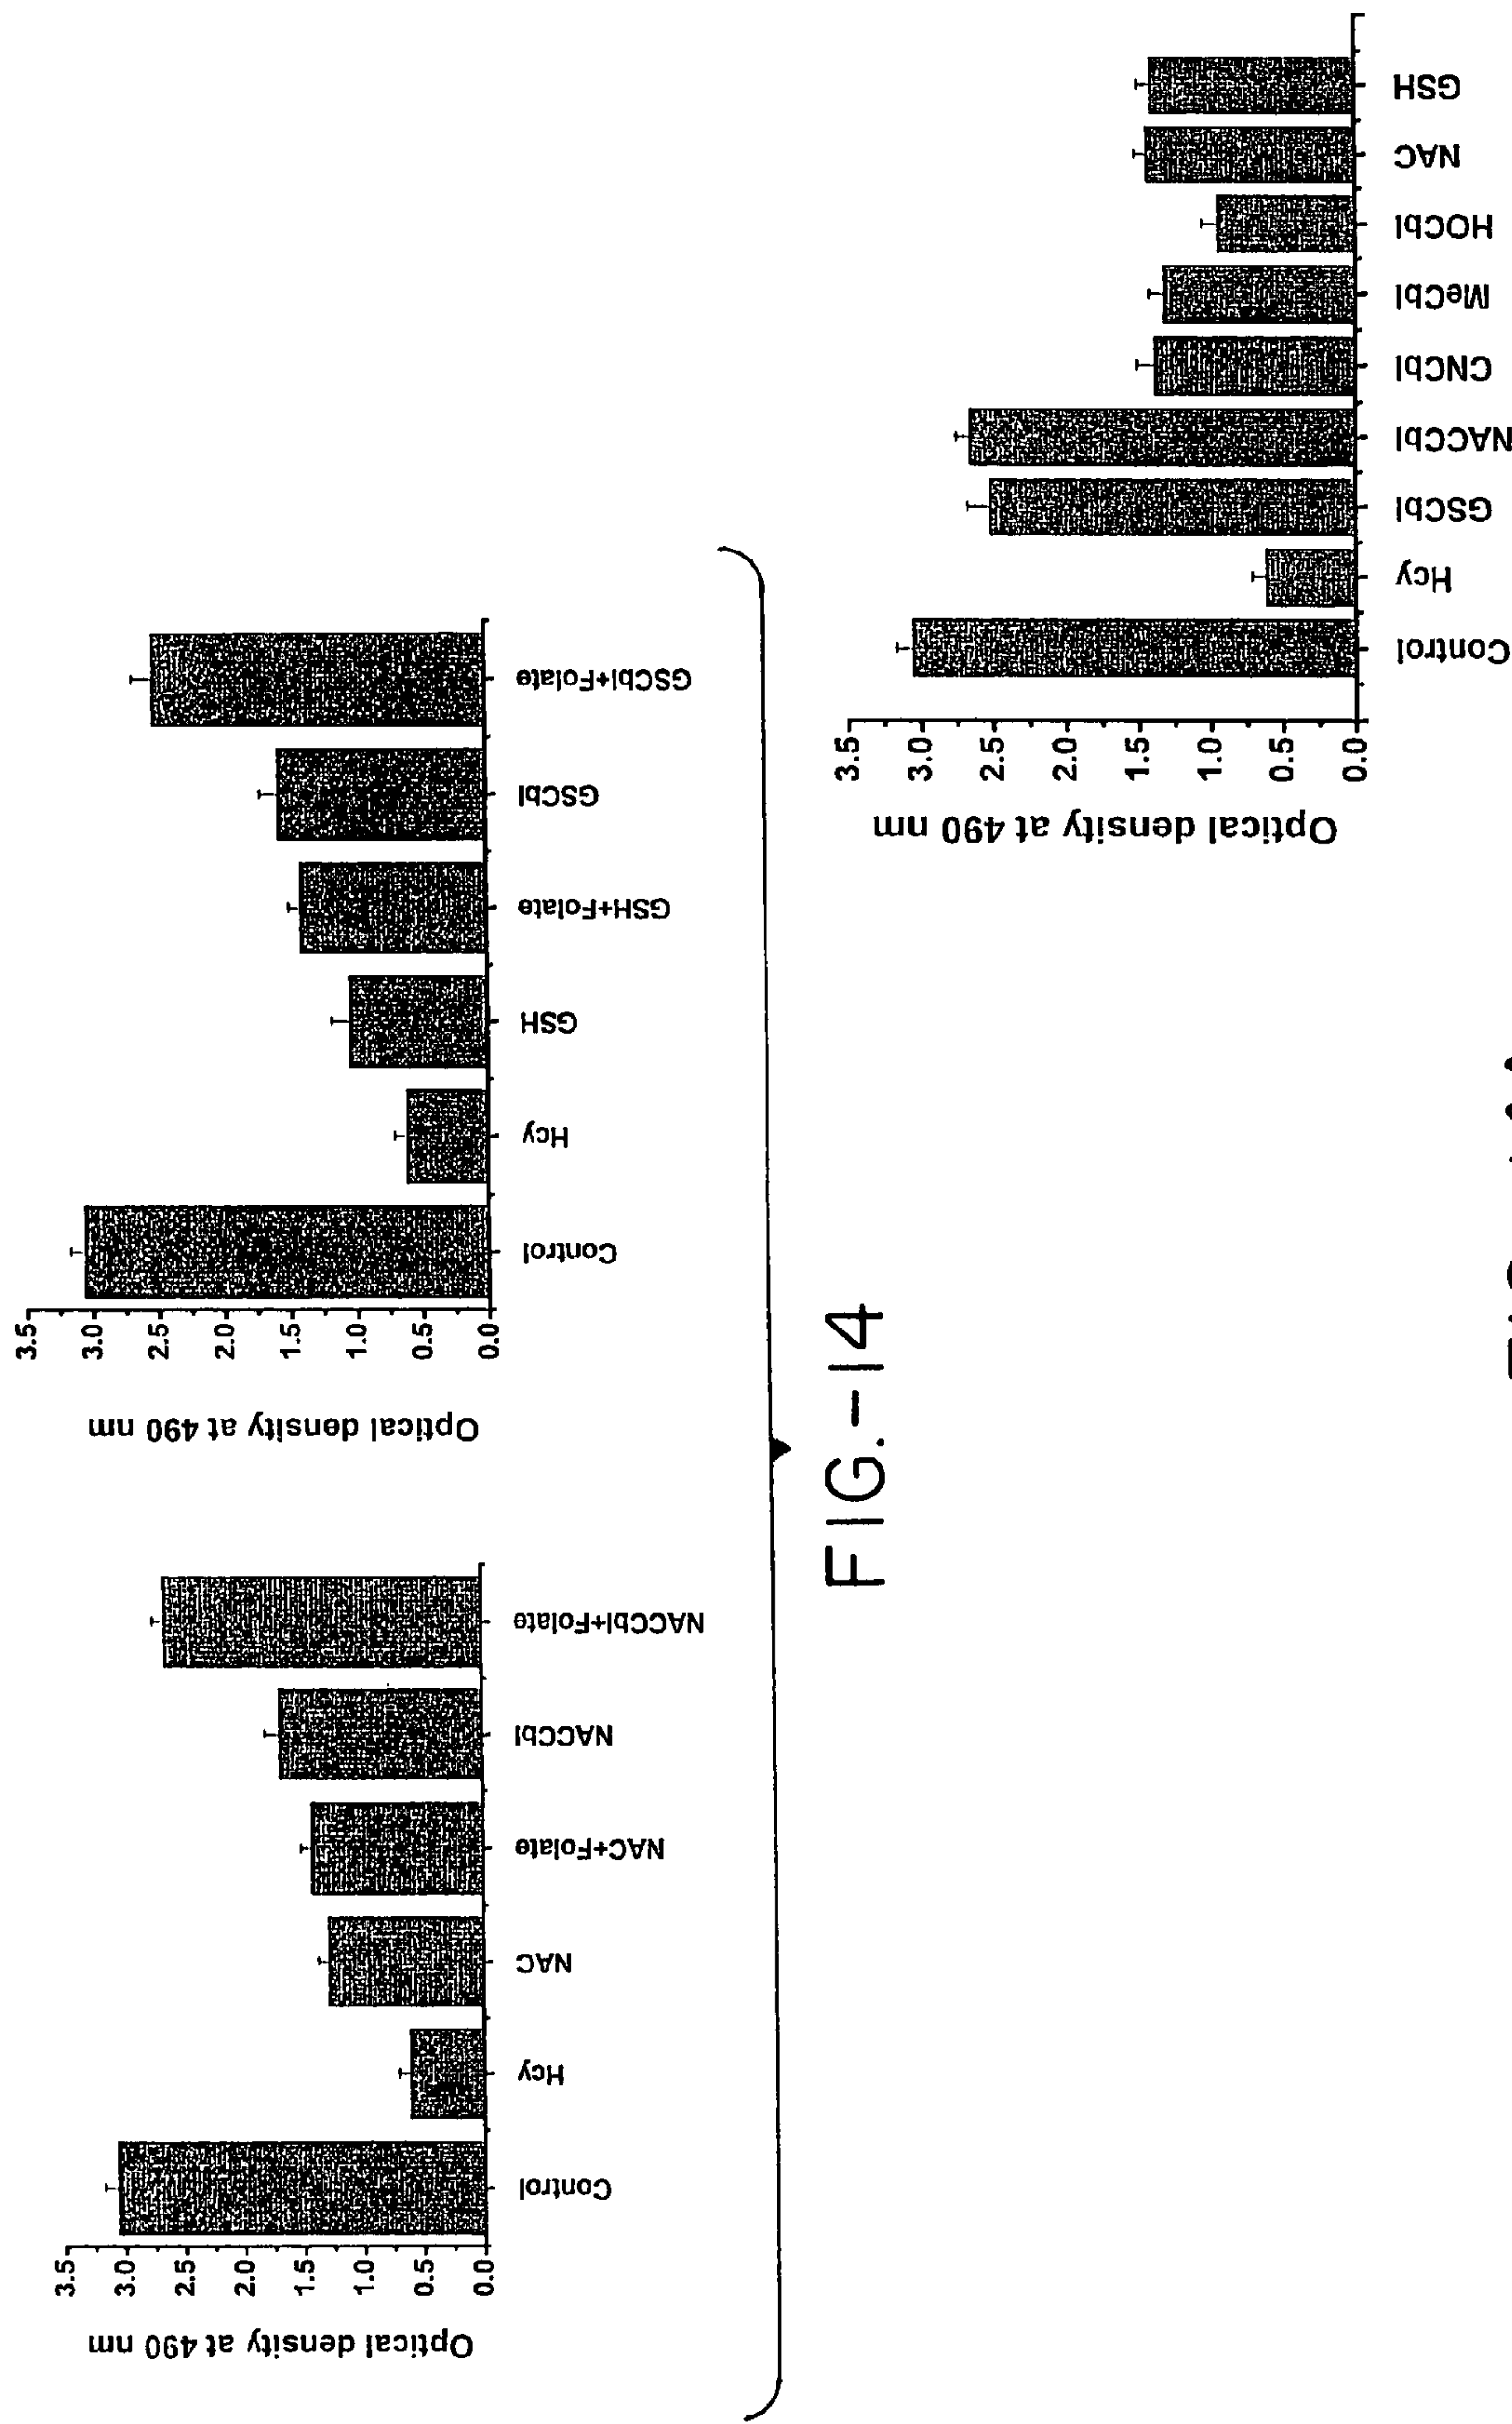 Optical density at 490 nm
3.5
3.0
2.5
2.0
1.5
1.0
0.5
0.0
Control
Hcy
NAC
NAC+Folate
NACCbl
NACCbl+Folate
Optical density at 490 nm
3.5
3.0
2.5
2.0
1.5
1.0
0.5
0.0
Control
Hcy
GSH
GSH+Folate
GSCbl
GSCbl+Folate
FIG.-14
Optical density at 490 nm
3.5
3.0
2.5
2.0
1.5
1.0
0.5
0.0
Control
Hcy
GSCbl
NACCbl
CNCbl
MeCbl
HOCbl
NAC
GSH